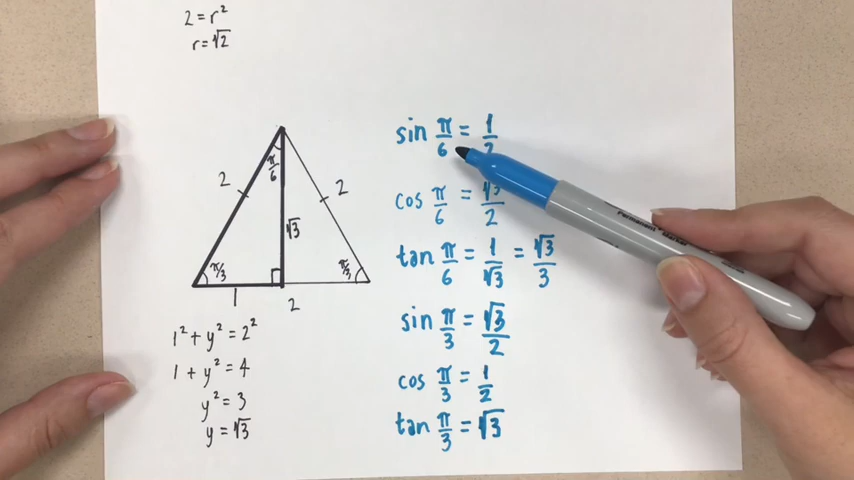 2 = r²
r = √2
π/6
2
2
√3
π/3
π/3
1
2
1² + y² = 2²
1 + y² = 4
y² = 3
y = √3
sin π/6 = 1/2
cos π/6 = √3/2
tan π/6 = 1/√3 = √3/3
sin π/3 = √3/2
cos π/3 = 1/2
tan π/3 = √3
Permanent Marker